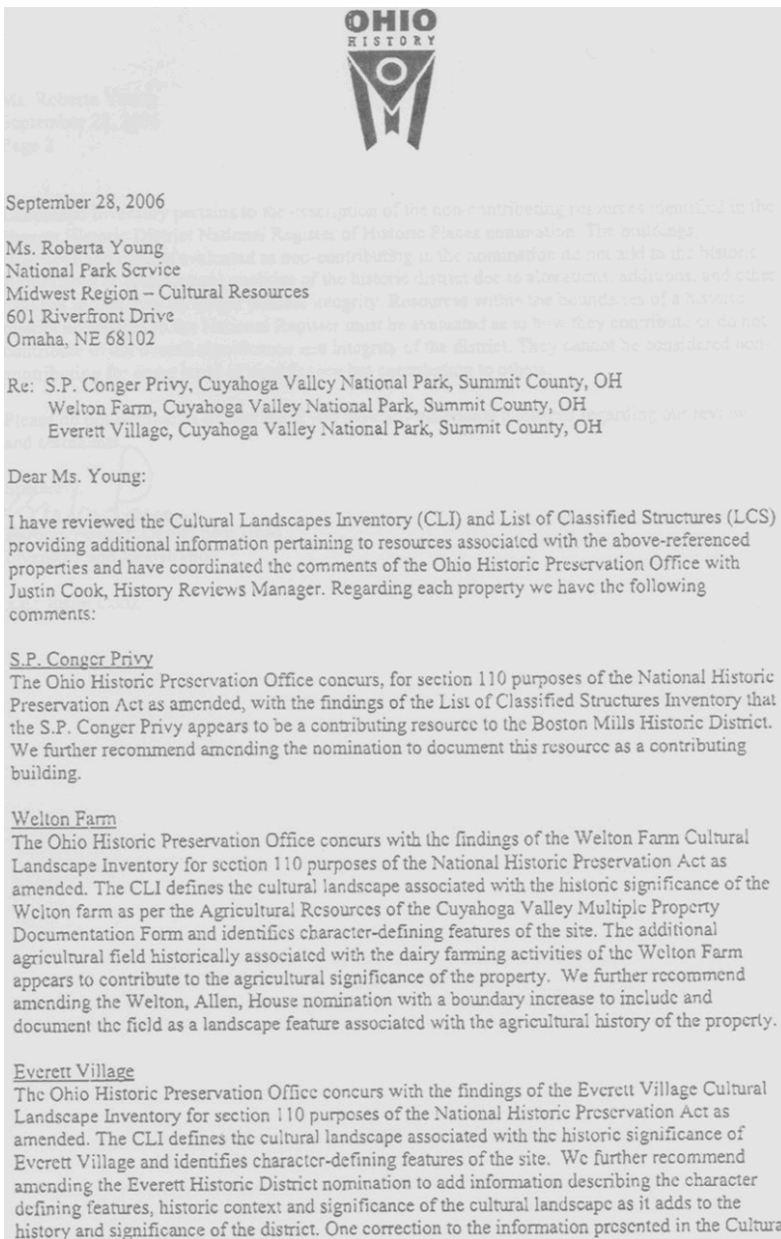 OHIO
HISTORY
Ms. Roberta Young
September 28, 2006
Page 2
September 28, 2006
Ms. Roberta Young
National Park Service
Midwest Region – Cultural Resources
601 Riverfront Drive
Omaha, NE 68102
Re: S.P. Conger Privy, Cuyahoga Valley National Park, Summit County, OH
Welton Farm, Cuyahoga Valley National Park, Summit County, OH
Everett Village, Cuyahoga Valley National Park, Summit County, OH
Dear Ms. Young:
I have reviewed the Cultural Landscapes Inventory (CLI) and List of Classified Structures (LCS)
providing additional information pertaining to resources associated with the above-referenced
properties and have coordinated the comments of the Ohio Historic Preservation Office with
Justin Cook, History Reviews Manager. Regarding each property we have the following
comments:
S.P. Conger Privy
The Ohio Historic Preservation Office concurs, for section 110 purposes of the National Historic
Preservation Act as amended, with the findings of the List of Classified Structures Inventory that
the S.P. Conger Privy appears to be a contributing resource to the Boston Mills Historic District.
We further recommend amending the nomination to document this resource as a contributing
building.
Welton Farm
The Ohio Historic Preservation Office concurs with the findings of the Welton Farm Cultural
Landscape Inventory for section 110 purposes of the National Historic Preservation Act as
amended. The CLI defines the cultural landscape associated with the historic significance of the
Welton farm as per the Agricultural Resources of the Cuyahoga Valley Multiple Property
Documentation Form and identifies character-defining features of the site. The additional
agricultural field historically associated with the dairy farming activities of the Welton Farm
appears to contribute to the agricultural significance of the property. We further recommend
amending the Welton, Allen, House nomination with a boundary increase to include and
document the field as a landscape feature associated with the agricultural history of the property.
Everett Village
The Ohio Historic Preservation Office concurs with the findings of the Everett Village Cultural
Landscape Inventory for section 110 purposes of the National Historic Preservation Act as
amended. The CLI defines the cultural landscape associated with the historic significance of
Everett Village and identifies character-defining features of the site. We further recommend
amending the Everett Historic District nomination to add information describing the character
defining features, historic context and significance of the cultural landscape as it adds to the
history and significance of the district. One correction to the information presented in the Cultura